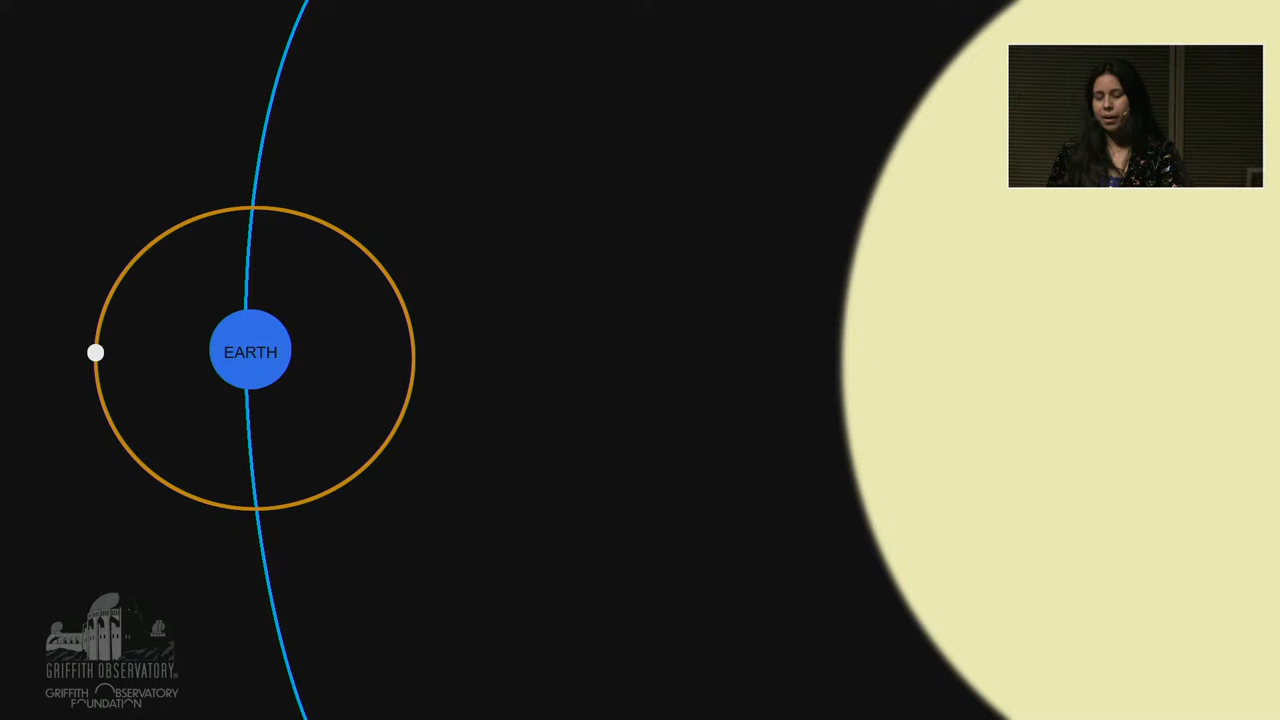 EARTH
GRIFFITH OBSERVATORY®
GRIFFITH OBSERVATORY
FOUNDATION